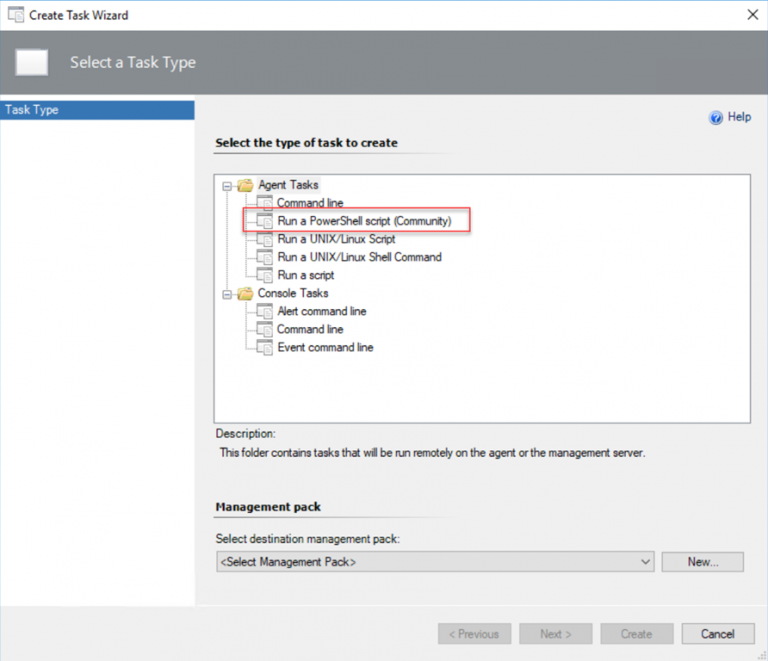 Create Task Wizard
Select a Task Type
Task Type
Help
Select the type of task to create
Agent Tasks
Command line
Run a PowerShell script (Community)
Run a UNIX/Linux Script
Run a UNIX/Linux Shell Command
Run a script
Console Tasks
Alert command line
Command line
Event command line
Description:
This folder contains tasks that will be run remotely on the agent or the management server.
Management pack
Select destination management pack:
<Select Management Pack> New...
< Previous Next > Create Cancel